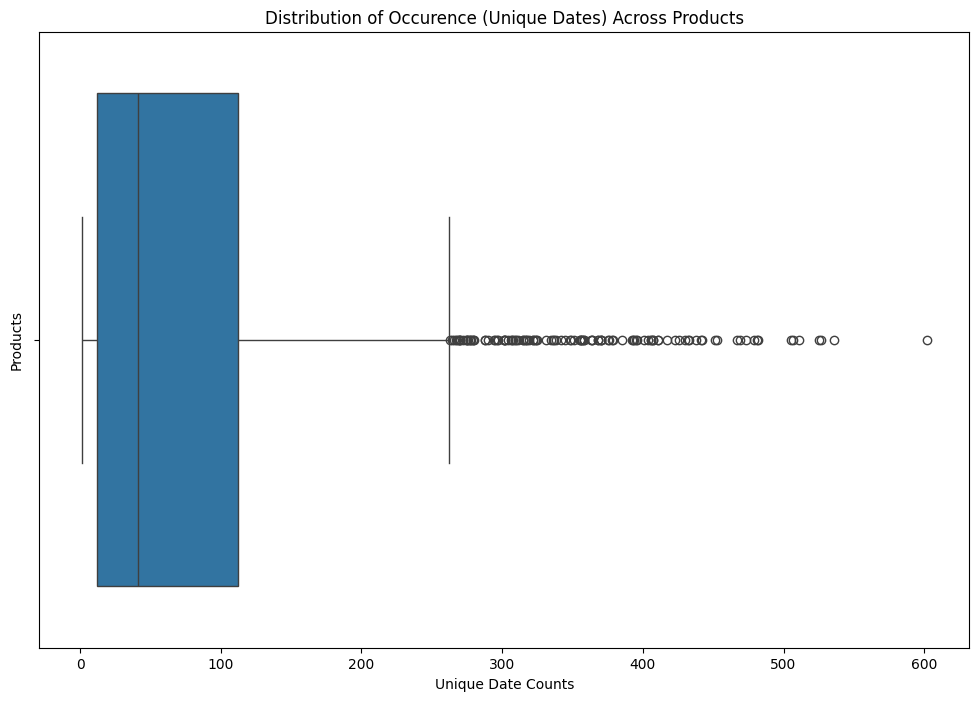 Distribution of Occurence (Unique Dates) Across Products
Products
0 100 200 300 400 500 600
Unique Date Counts